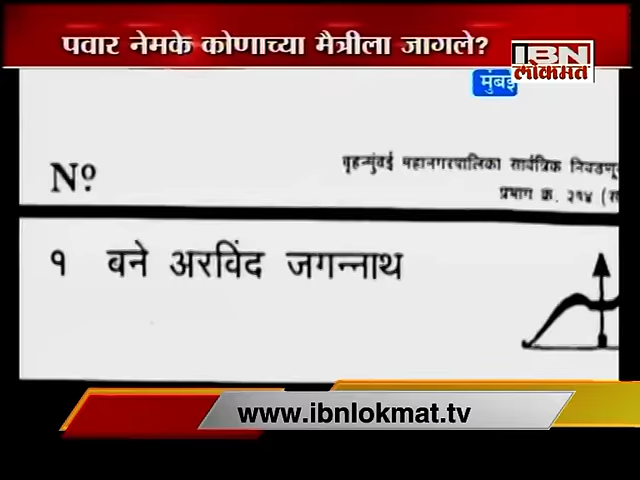 पवार नेमके कोणाच्या मैत्रीला जागले?
IBN
लोकमत
मुंबई
बृहन्मुंबई महानगरपालिका सार्वत्रिक
Nº
प्रभाग क्र. २१४
१ बने अरविंद जगन्नाथ
www.ibnlokmat.tv